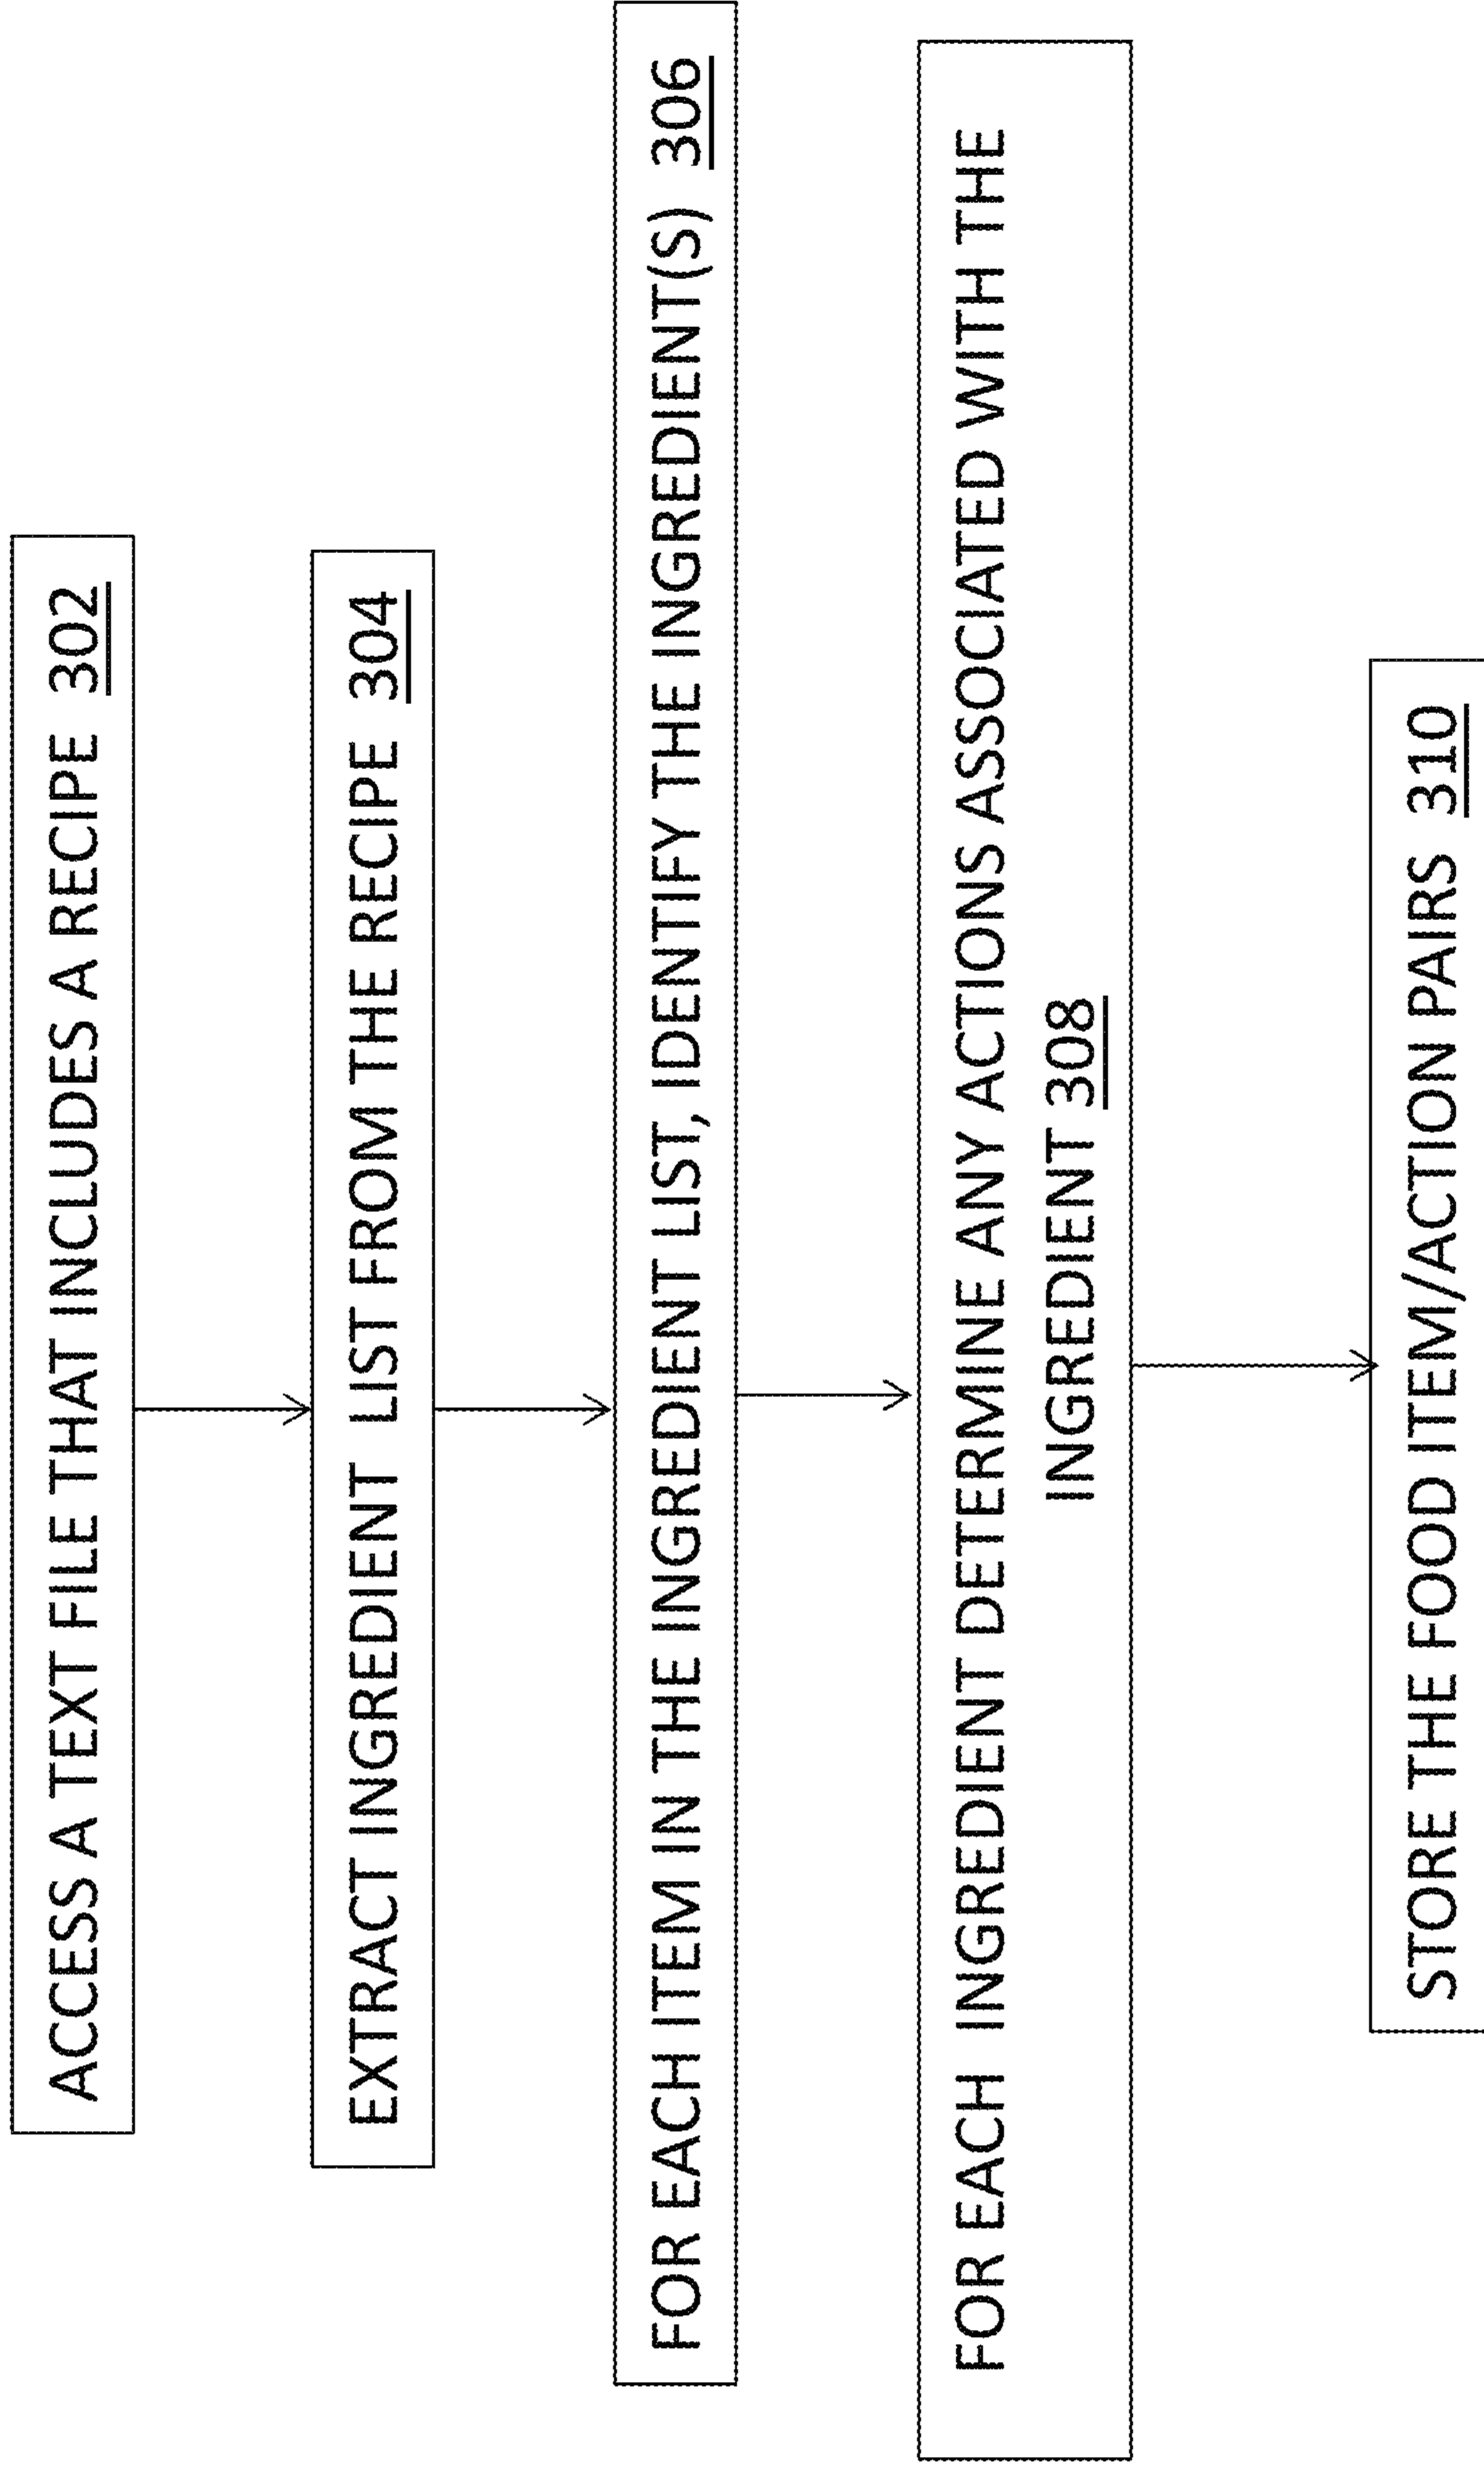 ACCESS A TEXT FILE THAT INCLUDES A RECIPE 302
EXTRACT INGREDIENT LIST FROM THE RECIPE 304
FOR EACH ITEM IN THE INGREDIENT LIST, IDENTIFY THE INGREDIENT(S) 306
FOR EACH INGREDIENT DETERMINE ANY ACTIONS ASSOCIATED WITH THE
INGREDIENT 308
STORE THE FOOD ITEM/ACTION PAIRS 310